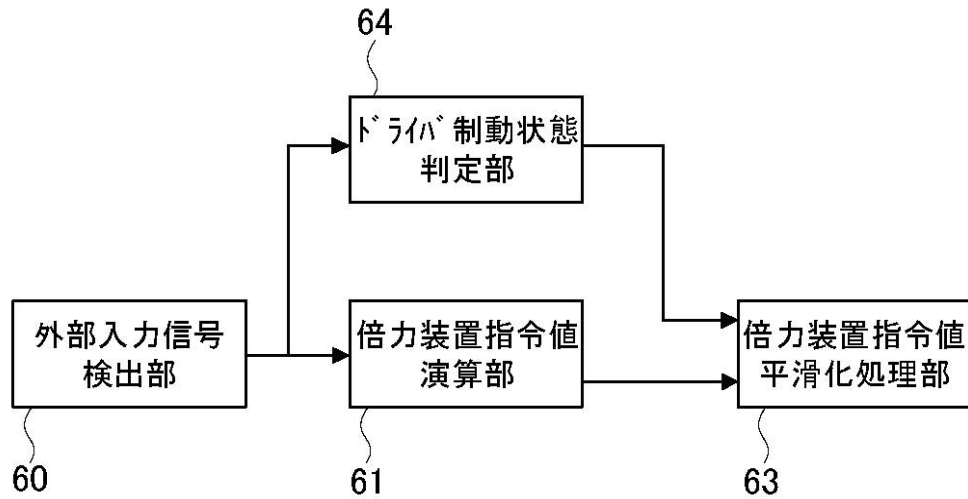 64
ﾄﾞﾗｲﾊﾞ制動状態
判定部
外部入力信号
検出部
倍力装置指令値
演算部
倍力装置指令値
平滑化処理部
60
61
63